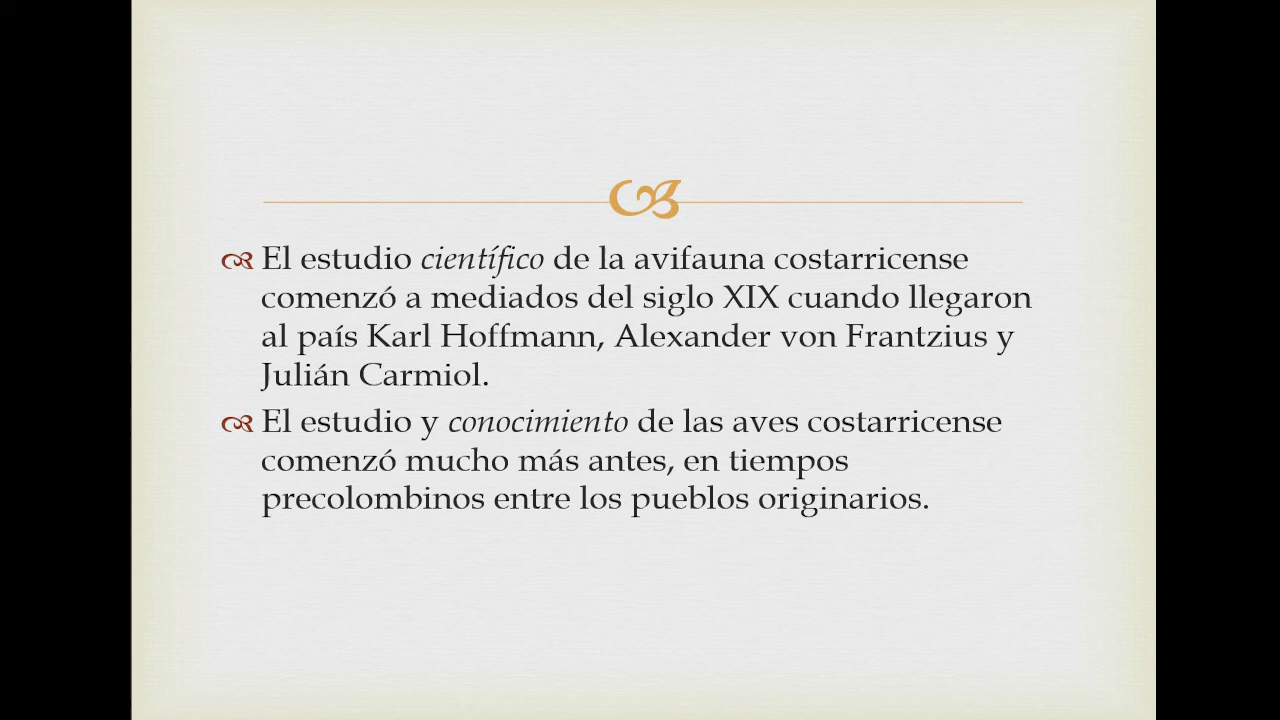 El estudio científico de la avifauna costarricense
comenzó a mediados del siglo XIX cuando llegaron
al país Karl Hoffmann, Alexander von Frantzius y
Julián Carmiol.
El estudio y conocimiento de las aves costarricense
comenzó mucho más antes, en tiempos
precolombinos entre los pueblos originarios.